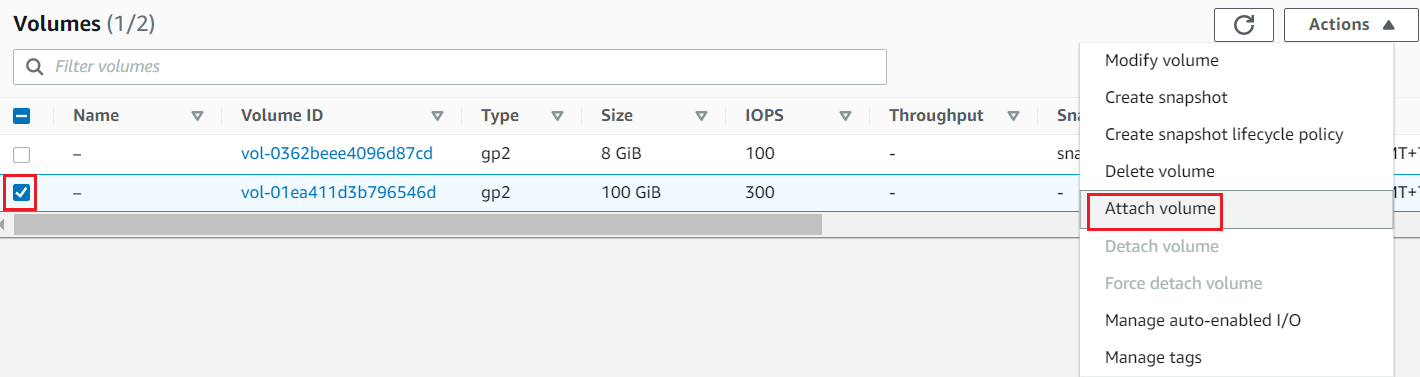 Volumes (1/2)
Actions
Filter volumes
Modify volume
Create snapshot
Create snapshot lifecycle policy
Delete volume
Attach volume
Detach volume
Force detach volume
Manage auto-enabled I/O
Manage tags
Name Volume ID Type Size IOPS Throughput
– vol-0362beee4096d87cd gp2 8 GiB 100 -
– vol-01ea411d3b796546d gp2 100 GiB 300 - -